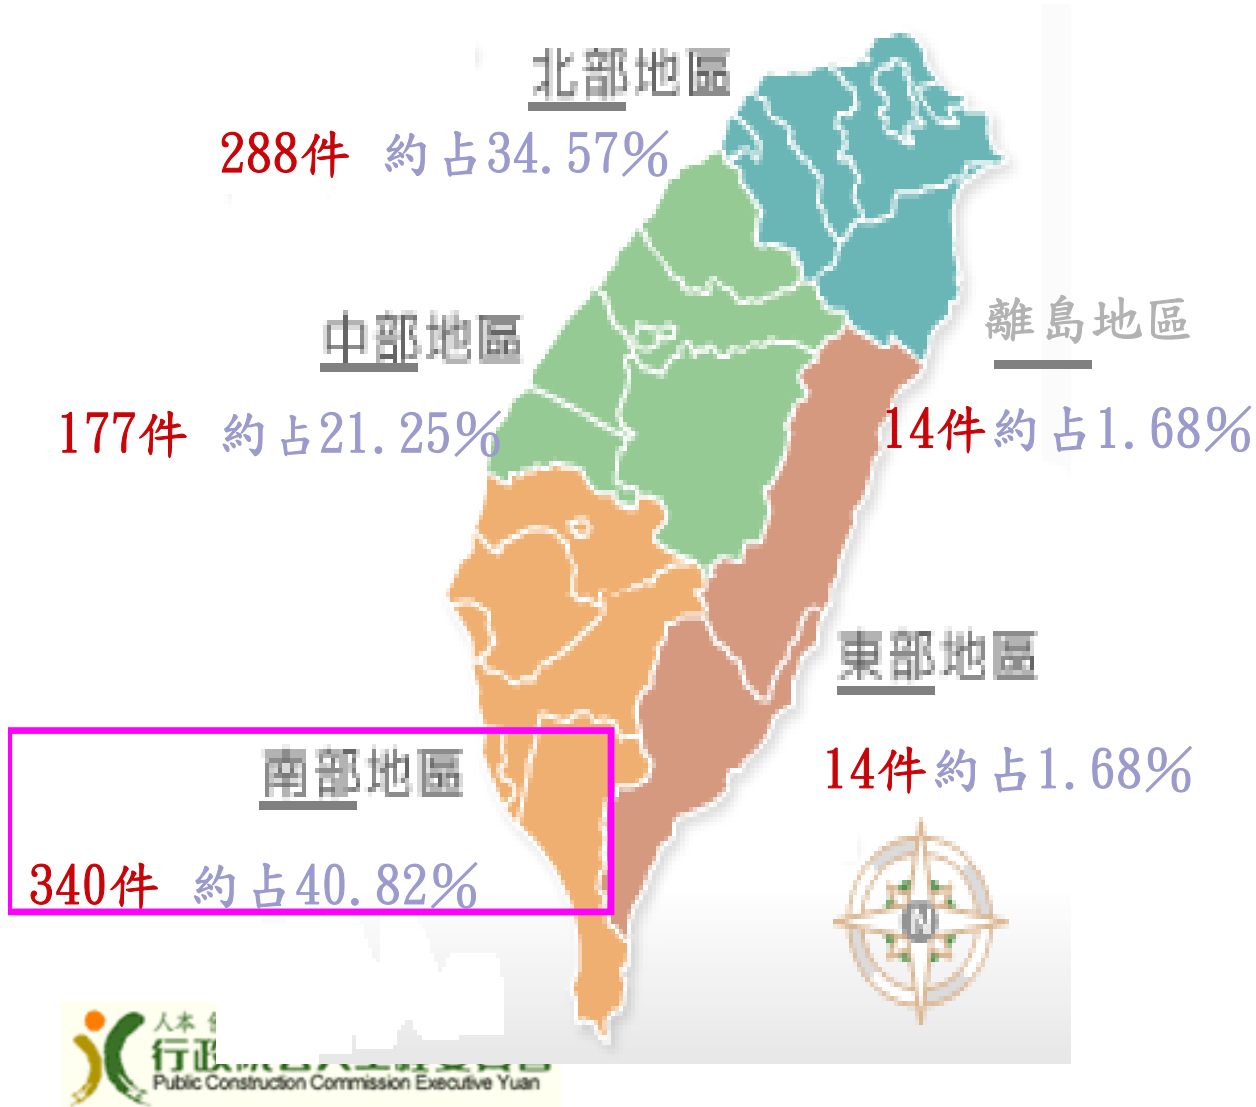 北部地區
288件 約占34.57%
中部地區
177件 約占21.25%
離島地區
14件約占1.68%
東部地區
14件約占1.68%
南部地區
340件 約占40.82%
N
人本
行政
Public Construction Commission Executive Yuan